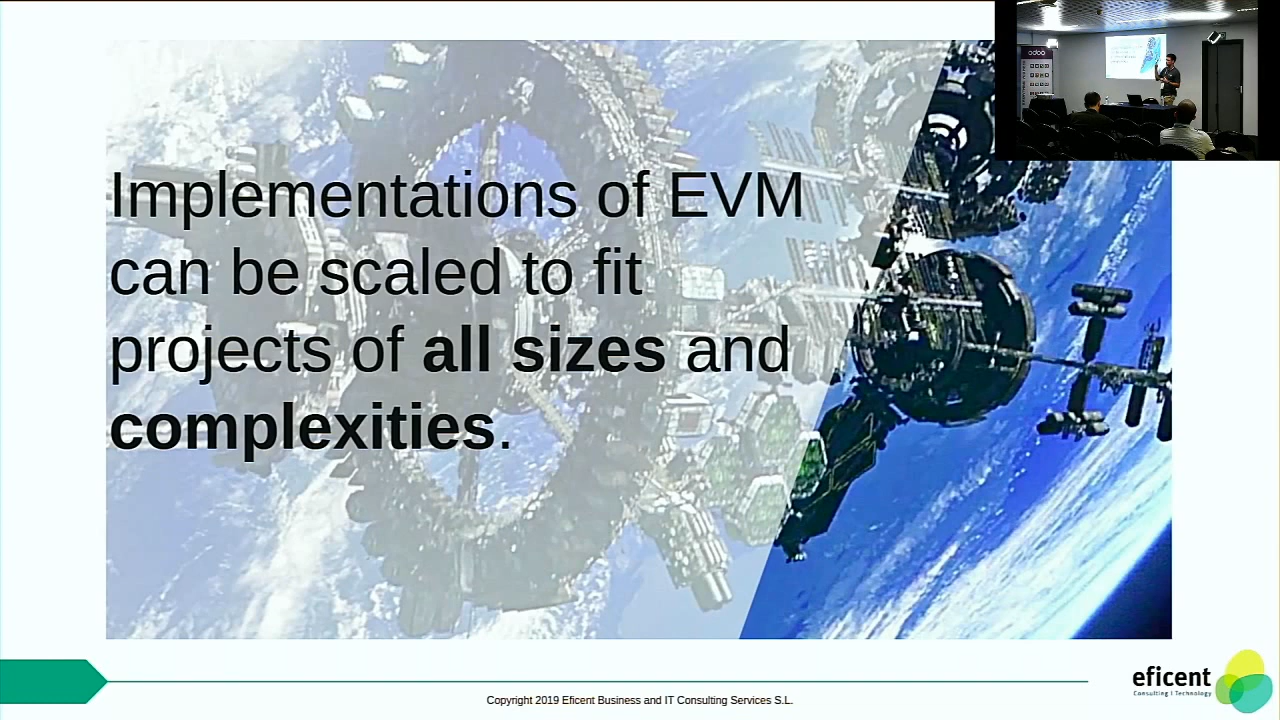 Implementations of EVM
can be scaled to fit
projects of all sizes and
complexities.
odoo
eficent
Consulting | Technology
Copyright 2019 Eficent Business and IT Consulting Services S.L.